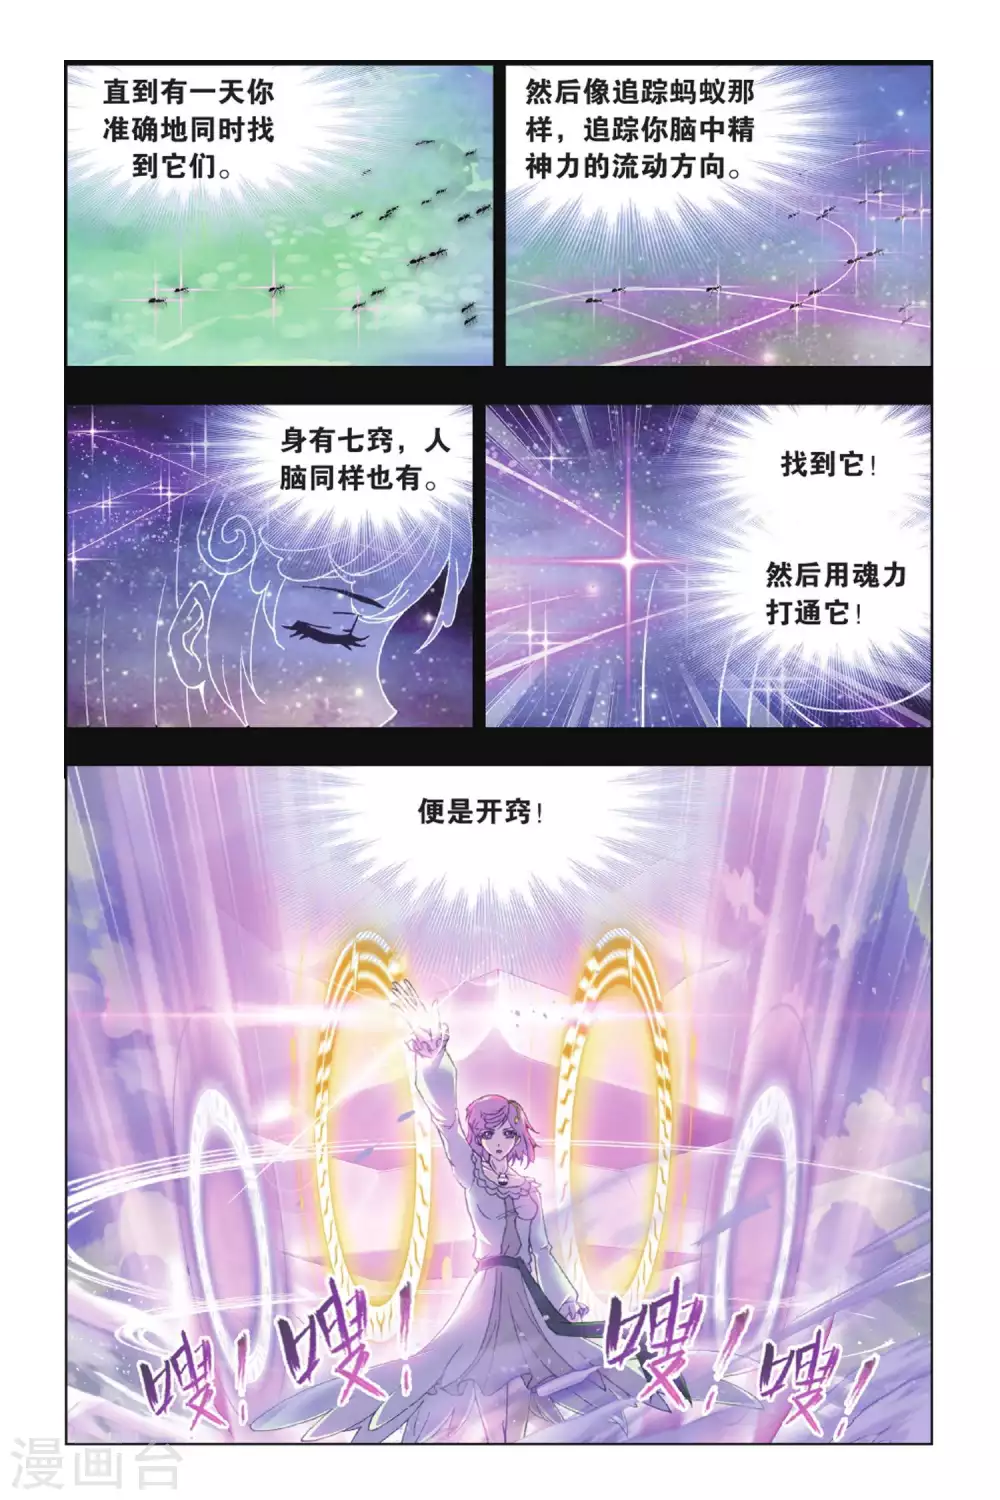 直到有一天你
准确地同时找
到它们。
然后像追踪蚂蚁那
样，追踪你脑中精
神力的流动方向。
身有七窍，人
脑同样也有。
找到它！
然后用魂力
打通它！
便是开窍！
嗖！
嗖！
嗖！
嗖！
漫画台